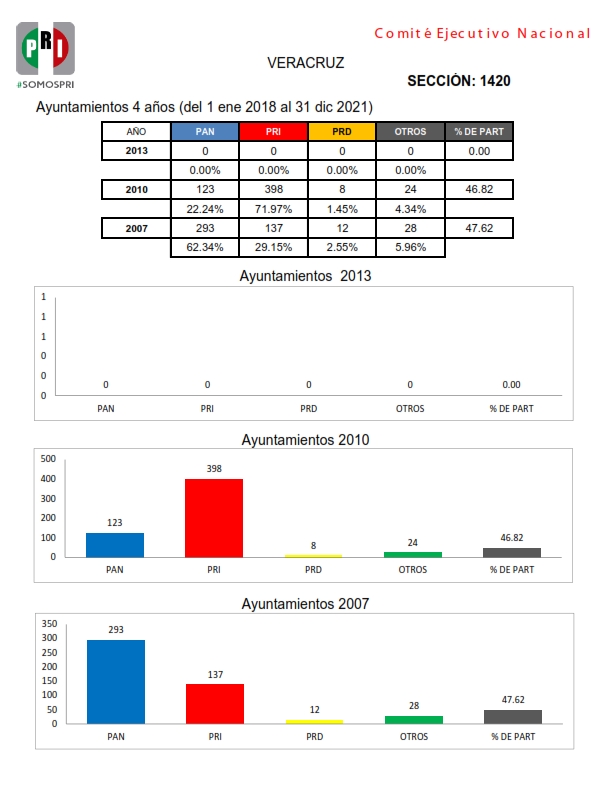 PRI
#SOMOSPRI
Comité Ejecutivo Nacional
VERACRUZ
SECCIÓN: 1420
Ayuntamientos 4 años (del 1 ene 2018 al 31 dic 2021)
AÑO PAN PRI PRD OTROS % DE PART
2013 0 0 0 0 0.00
0.00% 0.00% 0.00% 0.00%
2010 123 398 8 24 46.82
22.24% 71.97% 1.45% 4.34%
2007 293 137 12 28 47.62
62.34% 29.15% 2.55% 5.96%
Ayuntamientos 2013
1
1
1
0
0
0
0 0 0 0 0.00
PAN PRI PRD OTROS % DE PART
Ayuntamientos 2010
500
400
300
200
100
0
123 398 8 24 46.82
PAN PRI PRD OTROS % DE PART
Ayuntamientos 2007
350
300
250
200
150
100
50
0
293 137 12 28 47.62
PAN PRI PRD OTROS % DE PART